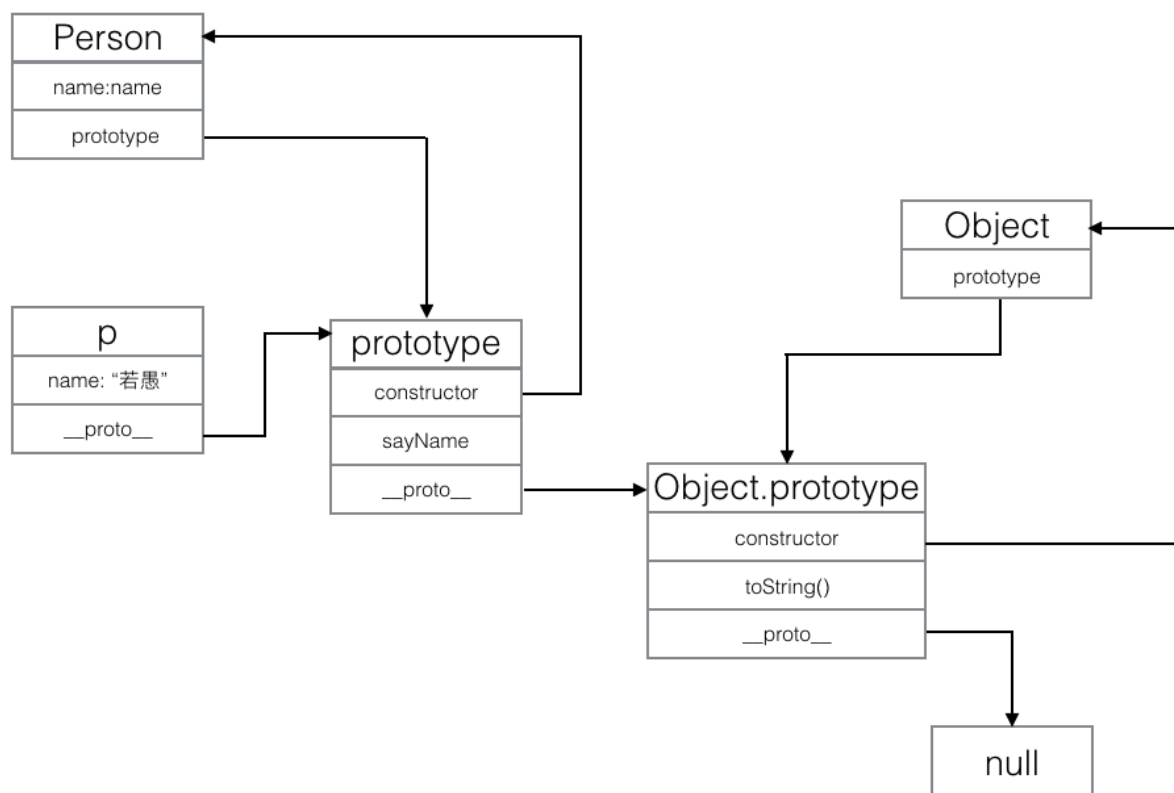 Person
name:name
prototype
Object
prototype
p
name: “若愚”
__proto__
prototype
constructor
sayName
__proto__
Object.prototype
constructor
toString()
__proto__
null